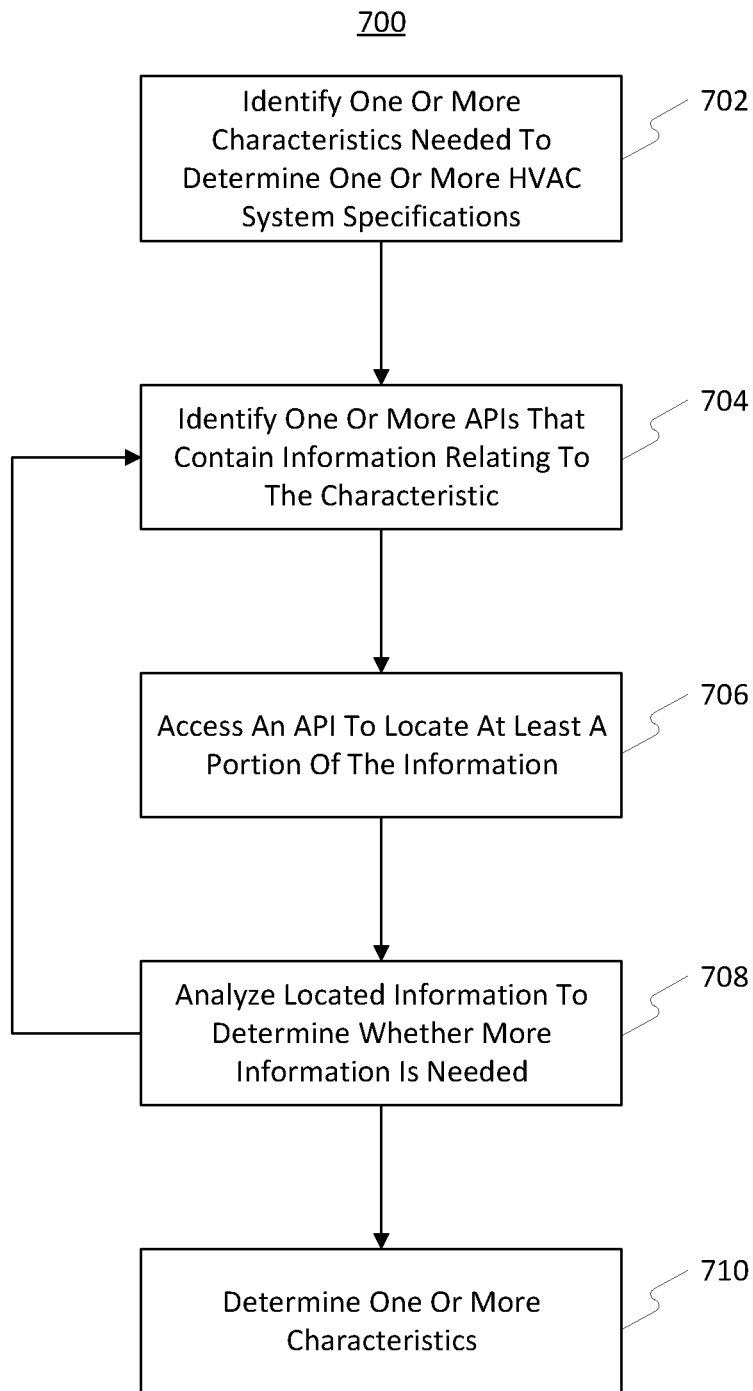 700
Identify One Or More
Characteristics Needed To
Determine One Or More HVAC
System Specifications
702
Identify One Or More APIs That
Contain Information Relating To
The Characteristic
704
Access An API To Locate At Least A
Portion Of The Information
706
Analyze Located Information To
Determine Whether More
Information Is Needed
708
Determine One Or More
Characteristics
710